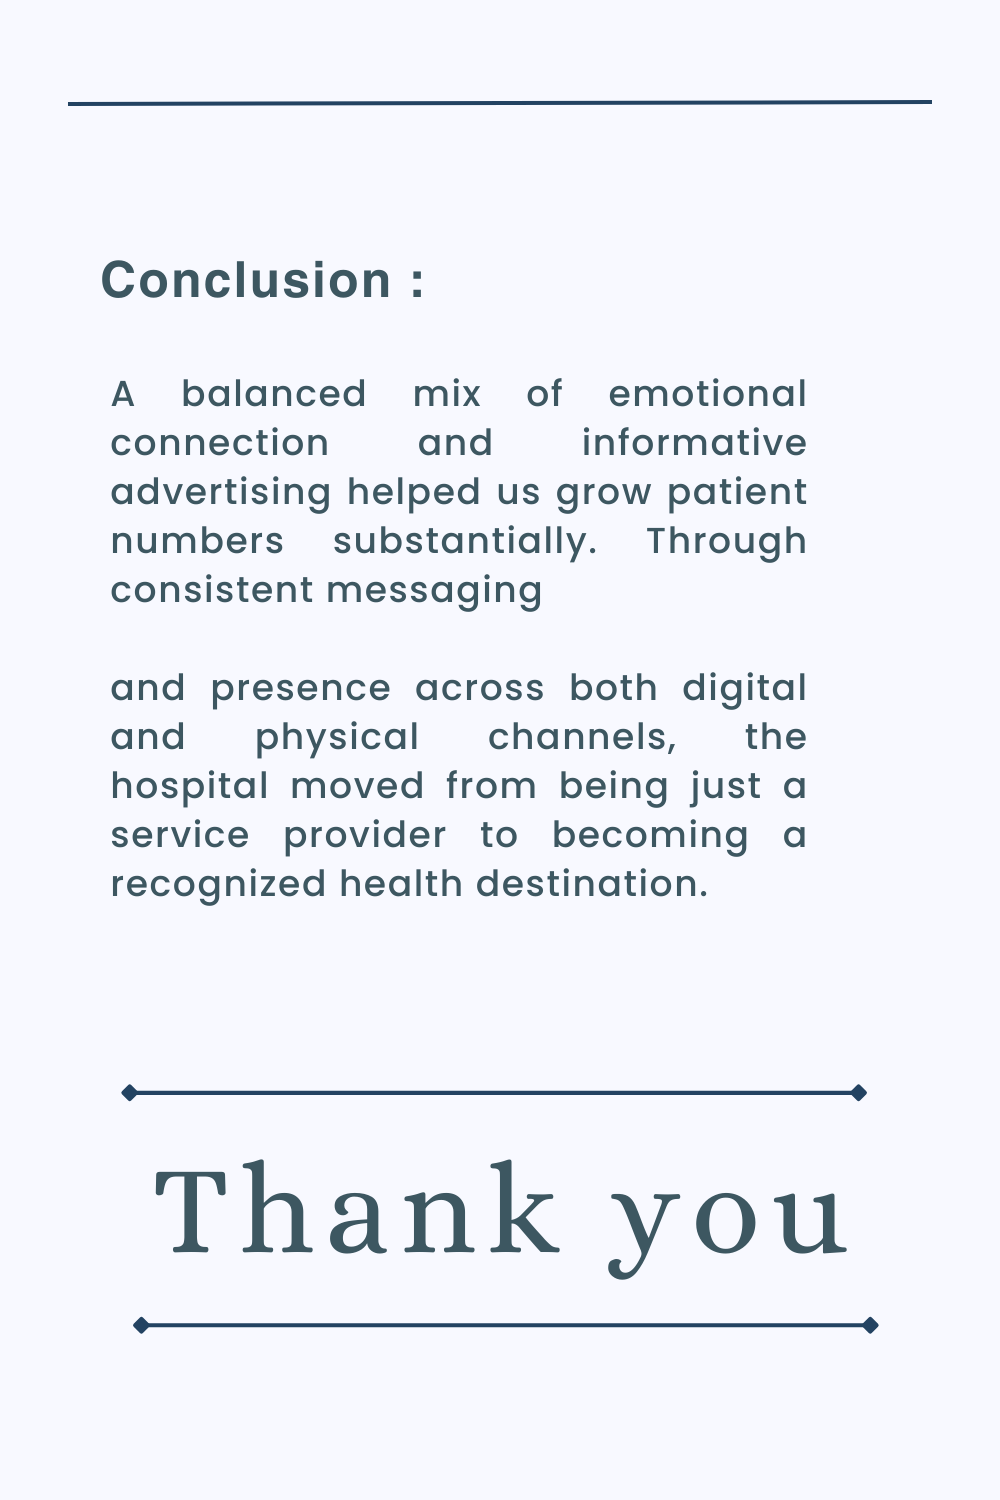 Conclusion :
A balanced mix of emotional
connection and informative
advertising helped us grow patient
numbers substantially. Through
consistent messaging
and presence across both digital
and physical channels, the
hospital moved from being just a
service provider to becoming a
recognized health destination.
Thank you